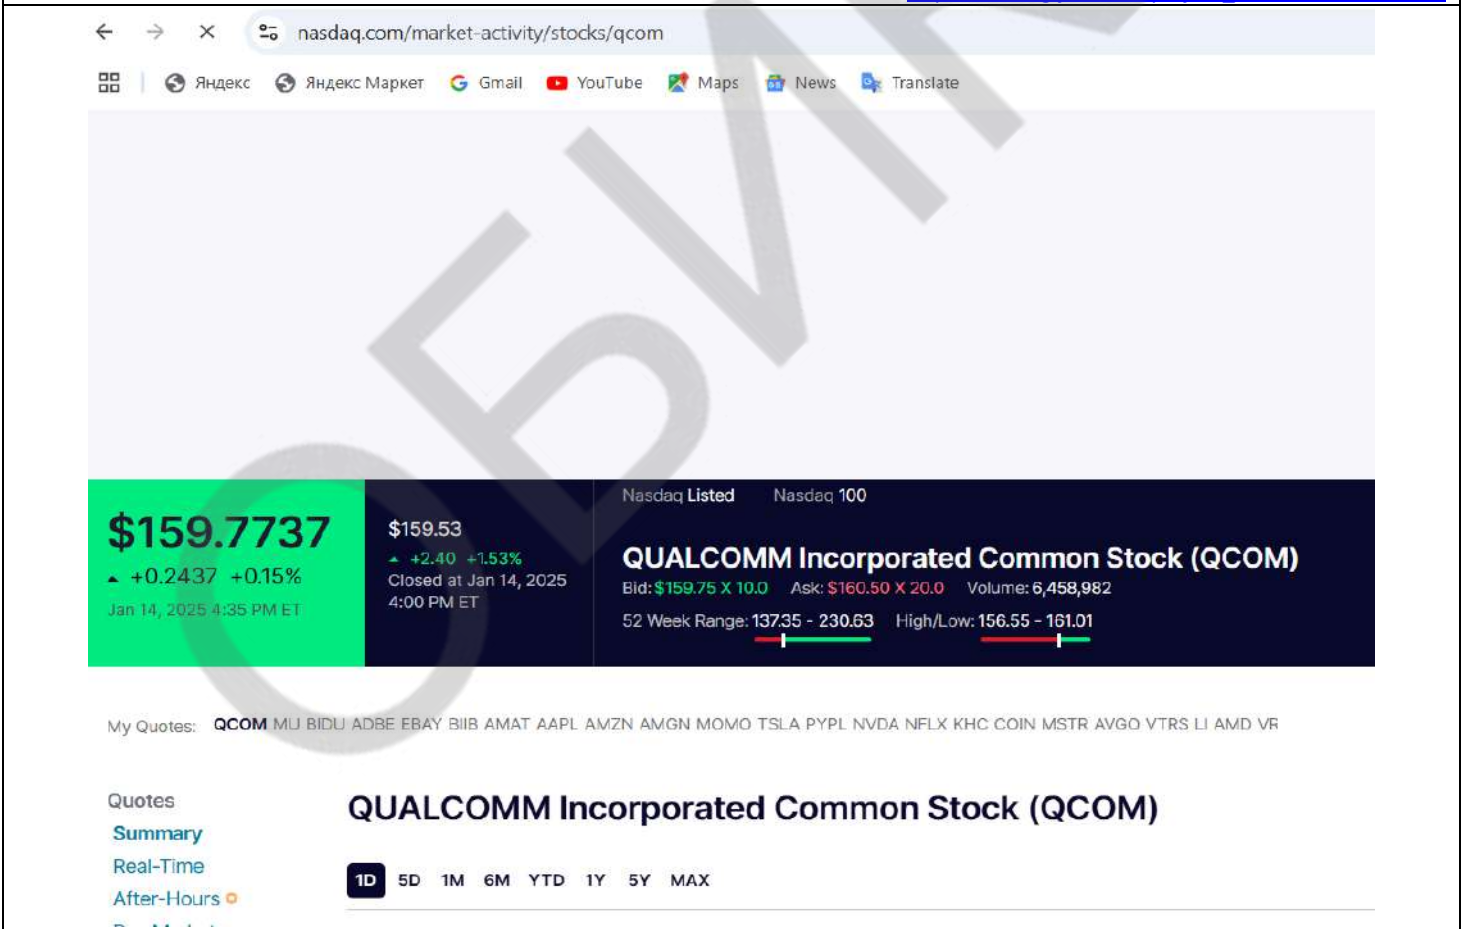 nasdaq.com/market-activity/stocks/qcom
Яндекс Яндекс Маркет Gmail YouTube Maps News Translate
ОБИ
Nasdaq Listed Nasdaq 100
$159.7737
+0.2437 +0.15%
Jan 14, 2025 4:35 PM ET
$159.53
+2.40 +1.53%
Closed at Jan 14, 2025
4:00 PM ET
QUALCOMM Incorporated Common Stock (QCOM)
Bid: $159.75 X 10.0 Ask: $160.50 X 20.0 Volume: 6,458,982
52 Week Range: 137.35 - 230.63 High/Low: 156.55 - 161.01
My Quotes: QCOM MU BIDU ADBE EBAY BIIB AMAT AAPL AMZN AMGN MOMO TSLA PYPL NVDA NFLX KHC COIN MSTR AVGO VTRS LI AMD VR
Quotes
Summary
Real-Time
After-Hours
QUALCOMM Incorporated Common Stock (QCOM)
1D 5D 1M 6M YTD 1Y 5Y MAX